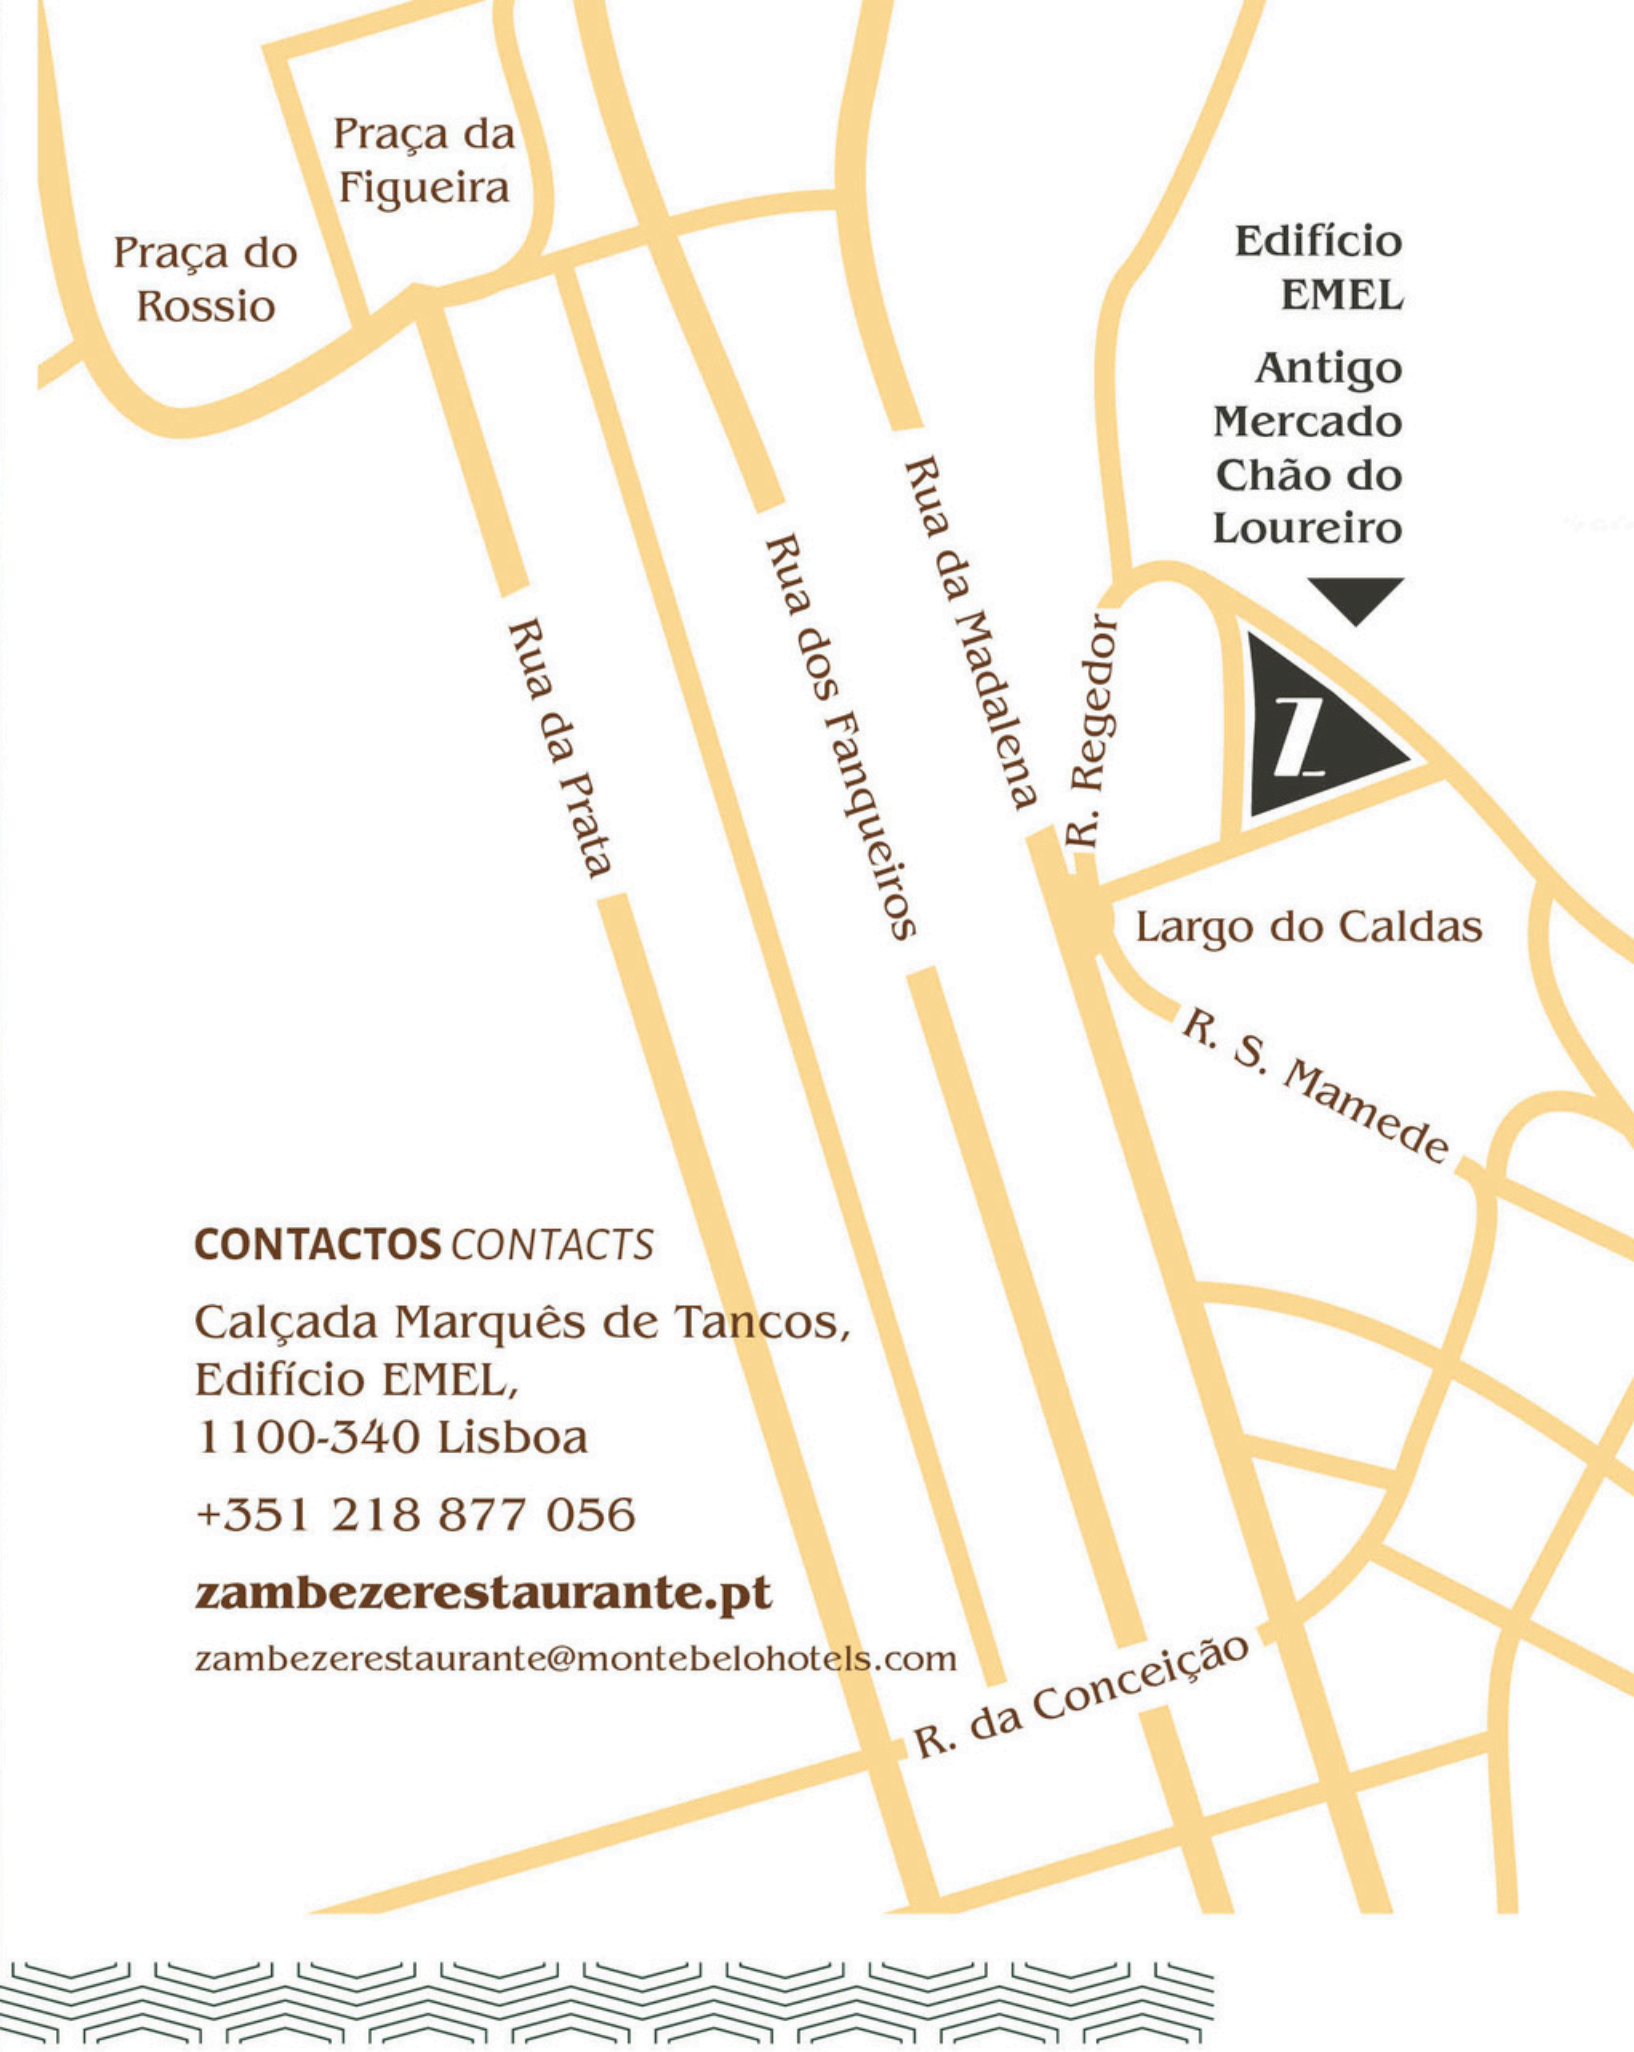 Praça da
Figueira
Praça do
Rossio
Edifício
EMEL
Antigo
Mercado
Chão do
Loureiro
Z
Rua da Prata
Rua dos Fanqueiros
Rua da Madalena
R. Regedor
Largo do Caldas
R. S. Mamede
CONTACTOS CONTACTS
Calçada Marquês de Tancos,
Edifício EMEL,
1100-340 Lisboa
+351 218 877 056
zambezerestaurante.pt
zambezerestaurante@montebelohotels.com
R. da Conceição